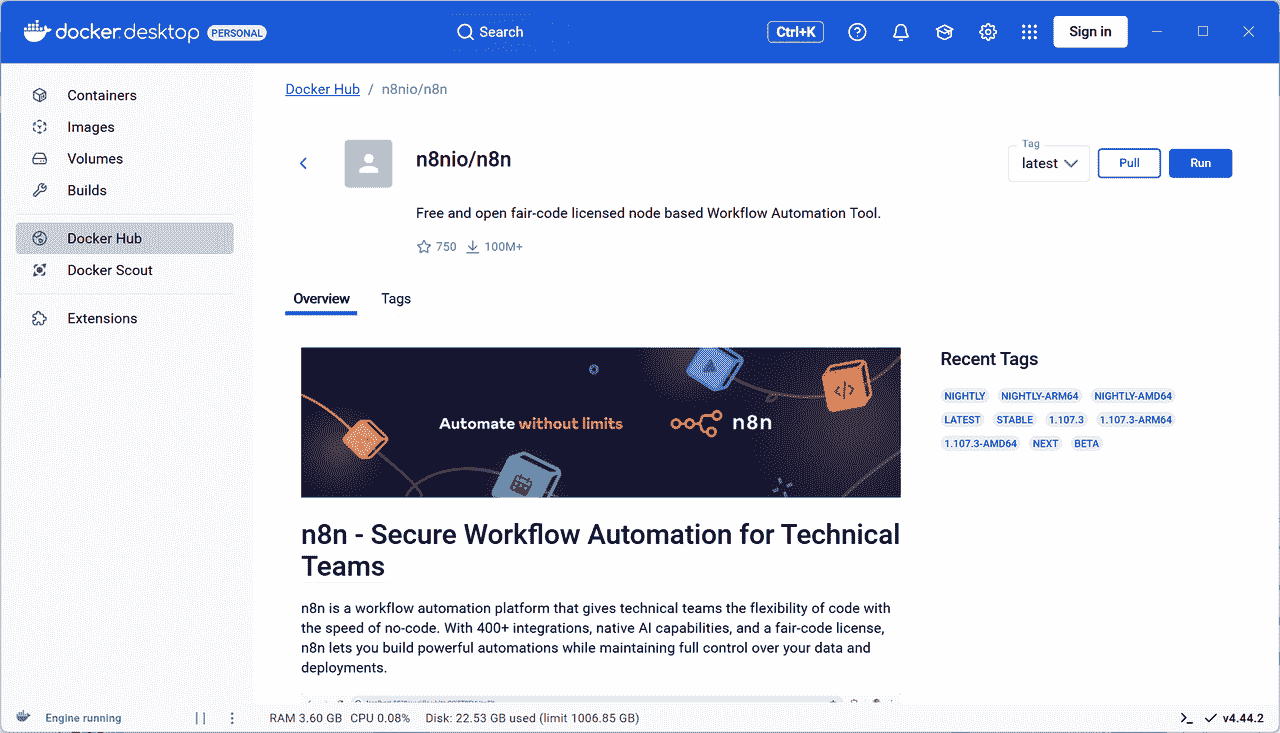 docker desktop PERSONAL
Search
Ctrl+K
Sign in
Containers
Images
Volumes
Builds
Docker Hub
Docker Scout
Extensions
Docker Hub / n8nio/n8n
n8nio/n8n
Tag
latest
Pull
Run
Free and open fair-code licensed node based Workflow Automation Tool.
750 100M+
Overview Tags
Automate without limits n8n
Recent Tags
NIGHTLY NIGHTLY-ARM64 NIGHTLY-AMD64
LATEST STABLE 1.107.3 1.107.3-ARM64
1.107.3-AMD64 NEXT BETA
n8n - Secure Workflow Automation for Technical
Teams
n8n is a workflow automation platform that gives technical teams the flexibility of code with
the speed of no-code. With 400+ integrations, native AI capabilities, and a fair-code license,
n8n lets you build powerful automations while maintaining full control over your data and
deployments.
Engine running
RAM 3.60 GB CPU 0.08% Disk: 22.53 GB used (limit 1006.85 GB)
v4.44.2